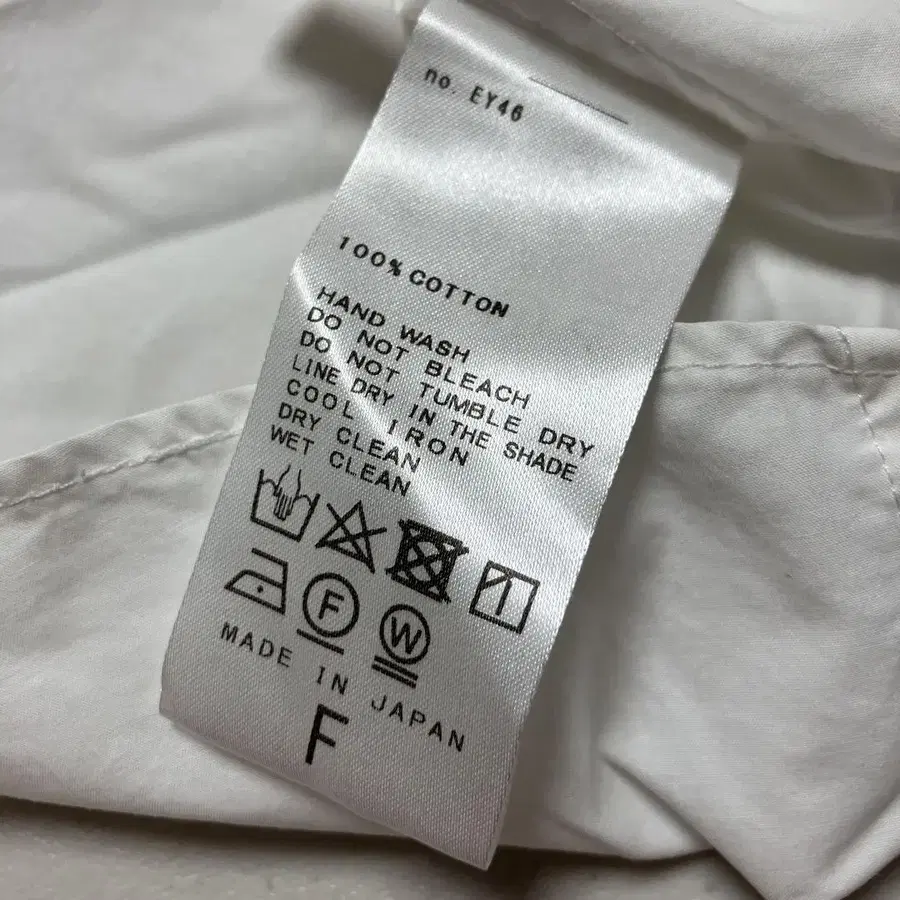 no. EY46
100% COTTON
HAND WASH
DO NOT BLEACH
DO NOT TUMBLE DRY
LINE DRY IN THE SHADE
COOL IRON
DRY CLEAN
WET CLEAN
F W
MADE IN JAPAN
F